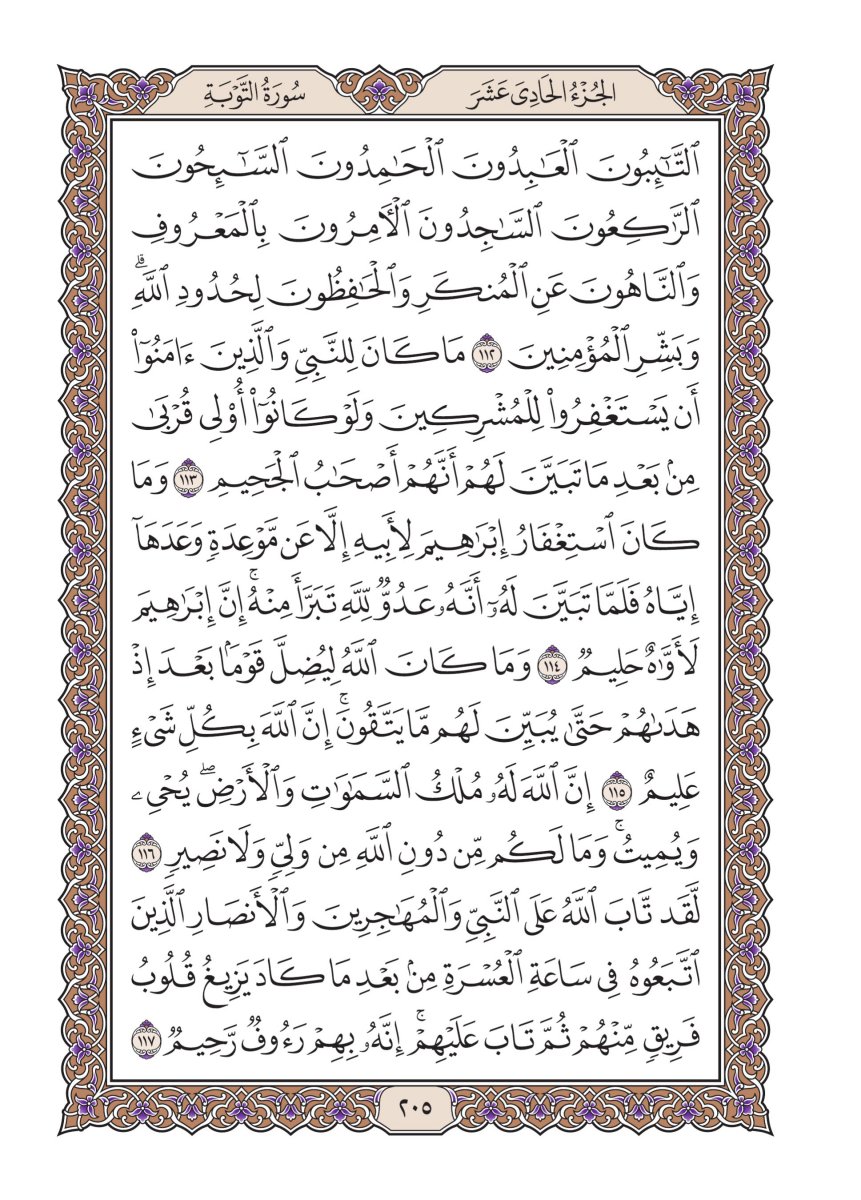 الجُزْءُ الحَادِىَ عَشَرَ
سُورَةُ التَّوْبَةِ
ٱلتَّـٰٓئِبُونَ ٱلْعَـٰبِدُونَ ٱلْحَـٰمِدُونَ ٱلسَّـٰٓئِحُونَ
ٱلرَّٰكِعُونَ ٱلسَّـٰجِدُونَ ٱلْأٓمِرُونَ بِٱلْمَعْرُوفِ
وَٱلنَّاهُونَ عَنِ ٱلْمُنكَرِ وَٱلْحَـٰفِظُونَ لِحُدُودِ ٱللَّهِۗ
وَبَشِّرِ ٱلْمُؤْمِنِينَ ١١٢ مَا كَانَ لِلنَّبِىِّ وَٱلَّذِينَ ءَامَنُوٓا۟
أَن يَسْتَغْفِرُوا۟ لِلْمُشْرِكِينَ وَلَوْ كَانُوٓا۟ أُو۟لِى قُرْبَىٰ
مِنۢ بَعْدِ مَا تَبَيَّنَ لَهُمْ أَنَّهُمْ أَصْحَـٰبُ ٱلْجَحِيمِ ١١٣ وَمَا
كَانَ ٱسْتِغْفَارُ إِبْرَٰهِيمَ لِأَبِيهِ إِلَّا عَن مَّوْعِدَةٍ وَعَدَهَآ
إِيَّاهُ فَلَمَّا تَبَيَّنَ لَهُۥٓ أَنَّهُۥ عَدُوٌّ لِّلَّهِ تَبَرَّأَ مِنْهُۚ إِنَّ إِبْرَٰهِيمَ
لَأَوَّٰهٌ حَلِيمٌ ١١٤ وَمَا كَانَ ٱللَّهُ لِيُضِلَّ قَوْمًۢا بَعْدَ إِذْ
هَدَىٰهُمْ حَتَّىٰ يُبَيِّنَ لَهُم مَّا يَتَّقُونَۚ إِنَّ ٱللَّهَ بِكُلِّ شَىْءٍ
عَلِيمٌ ١١٥ إِنَّ ٱللَّهَ لَهُۥ مُلْكُ ٱلسَّمَـٰوَٰتِ وَٱلْأَرْضِۖ يُحْىِۦ
وَيُمِيتُۚ وَمَا لَكُم مِّن دُونِ ٱللَّهِ مِن وَلِىٍّ وَلَا نَصِيرٍ ١١٦
لَّقَد تَّابَ ٱللَّهُ عَلَى ٱلنَّبِىِّ وَٱلْمُهَـٰجِرِينَ وَٱلْأَنصَارِ ٱلَّذِينَ
ٱتَّبَعُوهُ فِى سَاعَةِ ٱلْعُسْرَةِ مِنۢ بَعْدِ مَا كَادَ يَزِيغُ قُلُوبُ
فَرِيقٍ مِّنْهُمْ ثُمَّ تَابَ عَلَيْهِمْۚ إِنَّهُۥ بِهِمْ رَءُوفٌ رَّحِيمٌ ١١٧
٢٠٥